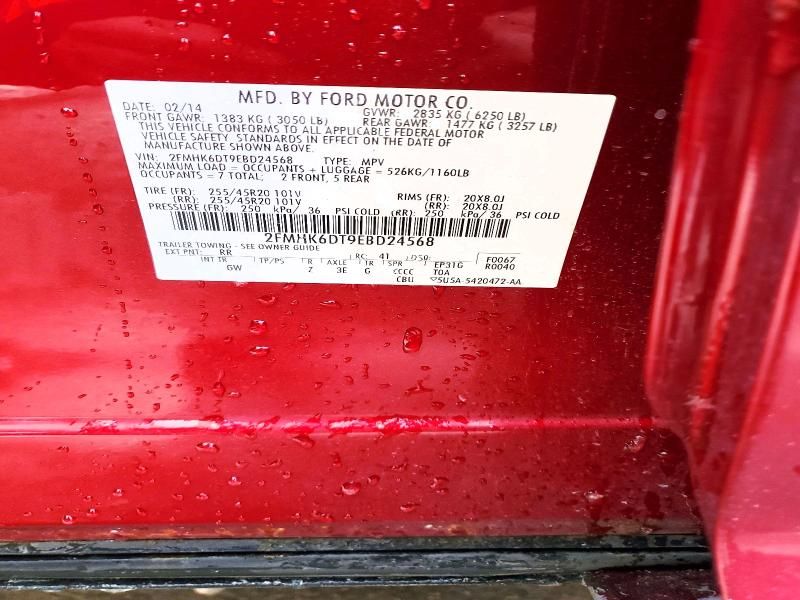 MFD. BY FORD MOTOR CO.
DATE: 02/14 GVWR: 2835 KG ( 6250 LB)
FRONT GAWR: 1383 KG ( 3050 LB) REAR GAWR: 1477 KG ( 3257 LB)
THIS VEHICLE CONFORMS TO ALL APPLICABLE FEDERAL MOTOR
VEHICLE SAFETY STANDARDS IN EFFECT ON THE DATE OF
MANUFACTURE SHOWN ABOVE.
VIN: 2FMHK6DT9EBD24568 TYPE: MPV
MAXIMUM LOAD = OCCUPANTS + LUGGAGE = 526KG/1160LB
OCCUPANTS = 7 TOTAL; 2 FRONT, 5 REAR
TIRE (FR): 255/45R20 101V RIMS (FR): 20X8.0J
(RR): 255/45R20 101V (RR): 20X8.0J
PRESSURE (FR): 250 kPa/ 36 PSI COLD (RR): 250 kPa/ 36 PSI COLD
2FMHK6DT9EBD24568
TRAILER TOWING - SEE OWNER GUIDE
EXT PNT: RR RC: 41 DSO: F0067
INT TR TP/PS R AXLE TR SPR EP31G R0040
GW 7 3E G CCCC T0A
CBU 5U5A-5420472-AA